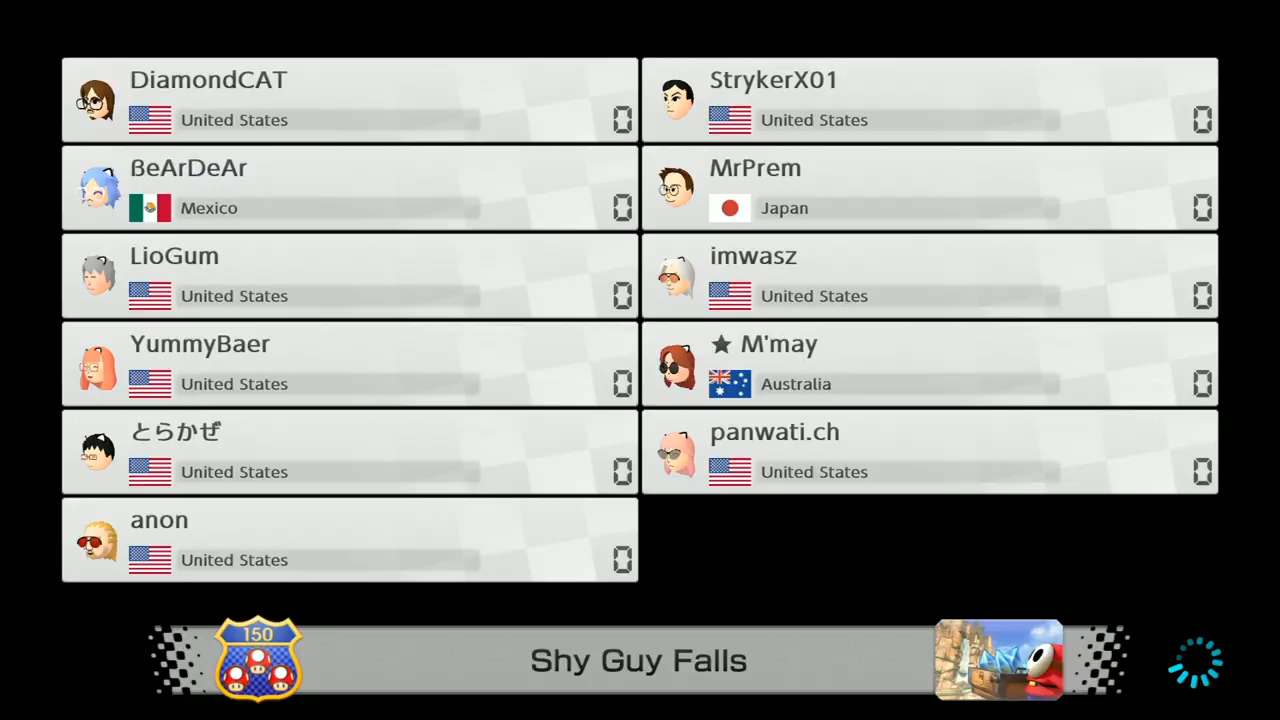 DiamondCAT
United States
0
StrykerX01
United States
0
BeArDeAr
Mexico
0
MrPrem
Japan
0
LioGum
United States
0
imwasz
United States
0
YummyBaer
United States
0
★ M'may
Australia
0
とらかぜ
United States
0
panwati.ch
United States
0
anon
United States
0
150
Shy Guy Falls